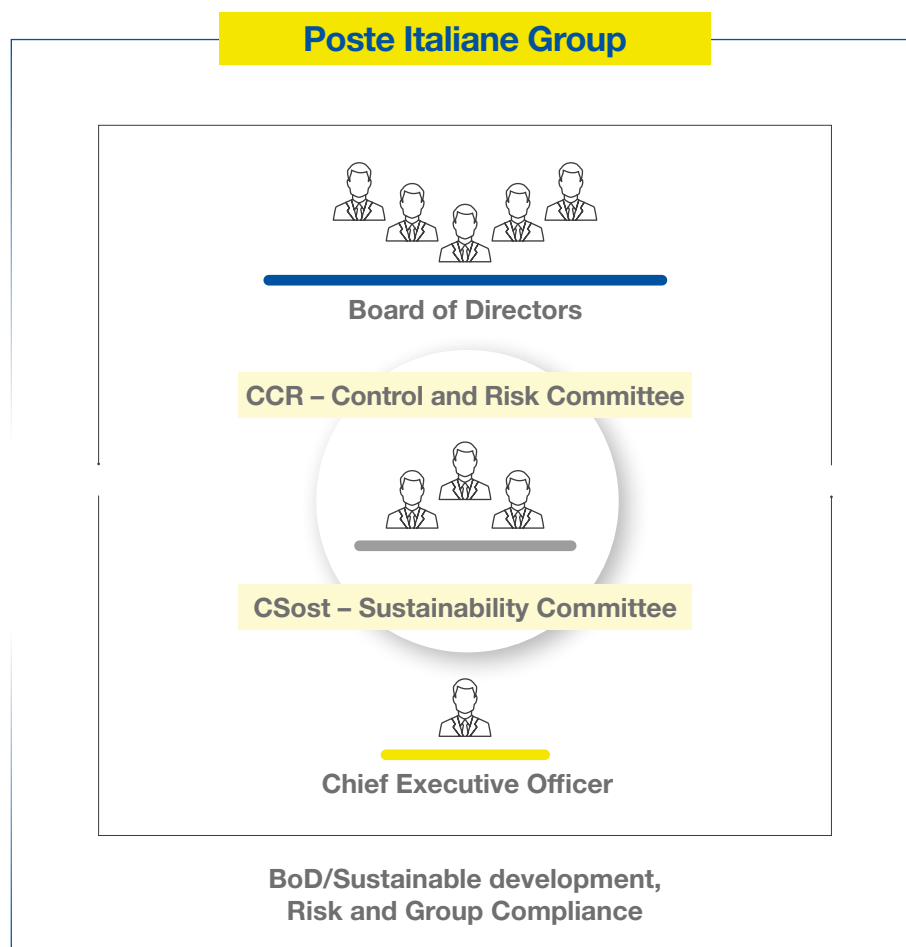 Poste Italiane Group
Board of Directors
CCR – Control and Risk Committee
CSost – Sustainability Committee
Chief Executive Officer
BoD/Sustainable development,
Risk and Group Compliance